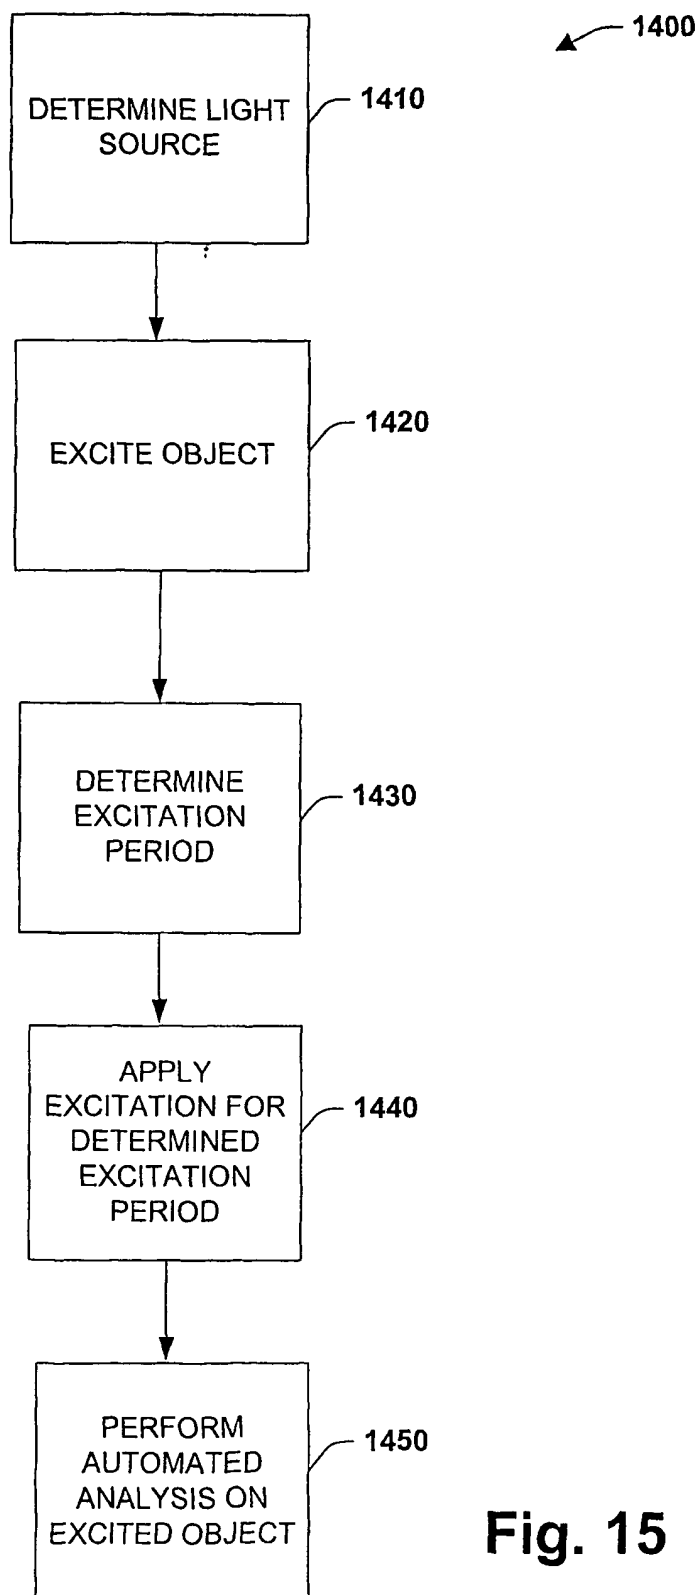 1400
DETERMINE LIGHT
SOURCE
1410
EXCITE OBJECT
1420
DETERMINE
EXCITATION
PERIOD
1430
APPLY
EXCITATION FOR
DETERMINED
EXCITATION
PERIOD
1440
PERFORM
AUTOMATED
ANALYSIS ON
EXCITED OBJECT
1450
Fig. 15